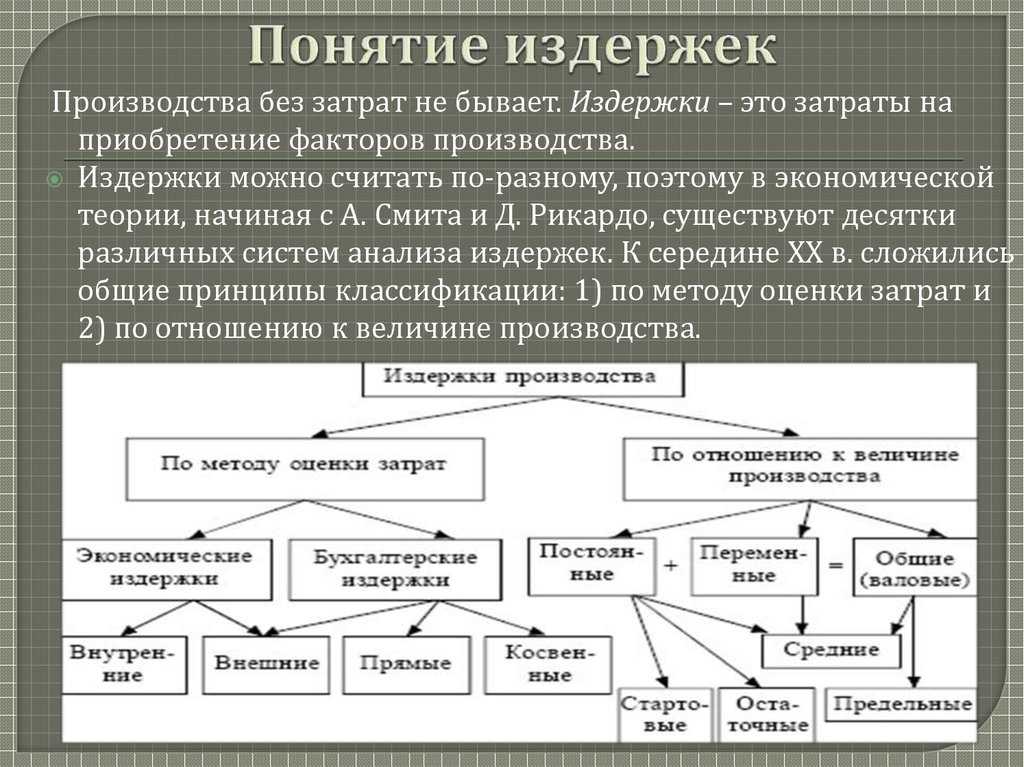 Понятие издержек
Производства без затрат не бывает. Издержки – это затраты на
приобретение факторов производства.
Издержки можно считать по-разному, поэтому в экономической
теории, начиная с А. Смита и Д. Рикардо, существуют десятки
различных систем анализа издержек. К середине XX в. сложились
общие принципы классификации: 1) по методу оценки затрат и
2) по отношению к величине производства.
Издержки производства
По методу оценки затрат
По отношению к величине
производства
Экономические
издержки
Бухгалтерские
издержки
Постоян-
ные
+
Перемен-
ные
=
Общие
(валовые)
Внутрен-
ние
Внешние
Прямые
Косвен-
ные
Средние
Старто-
вые
Оста-
точные
Предельные